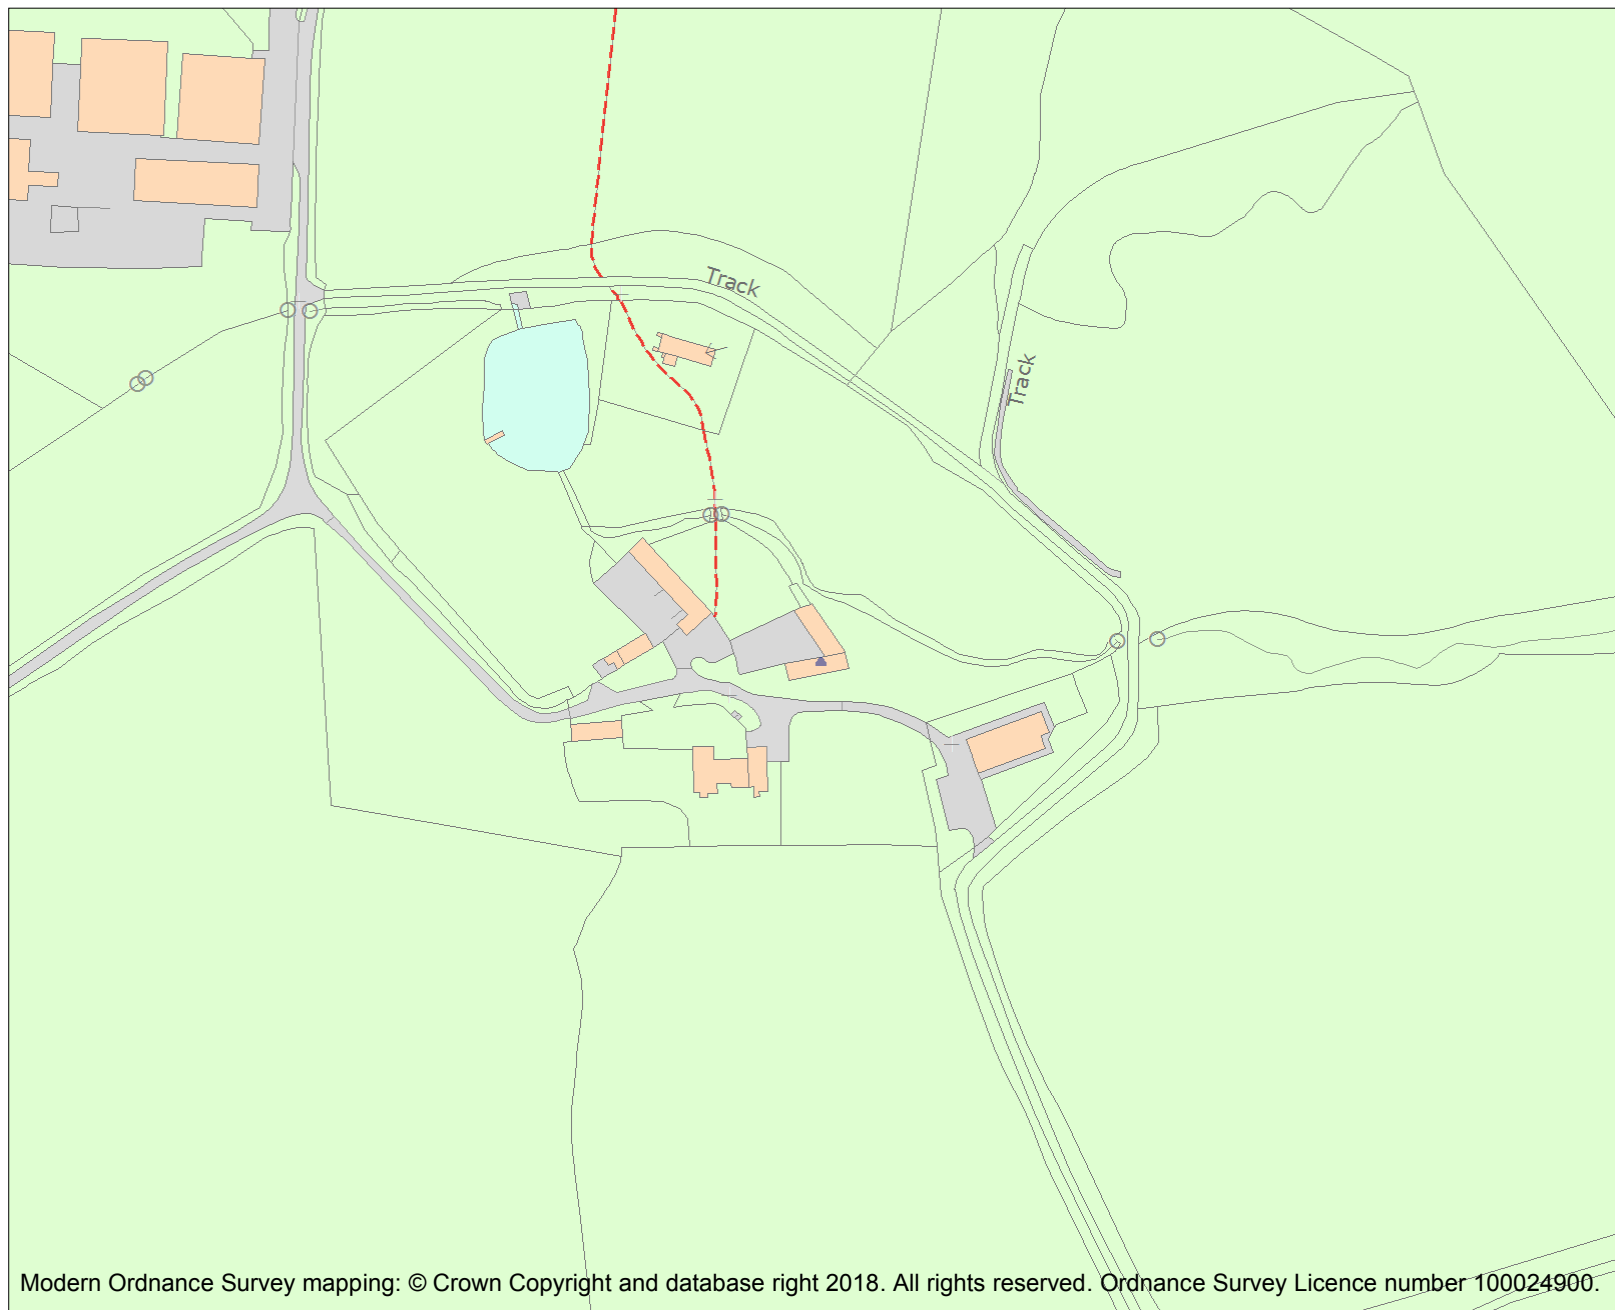 Track
Track
Modern Ordnance Survey mapping: © Crown Copyright and database right 2018. All rights reserved. Ordnance Survey Licence number 100024900.